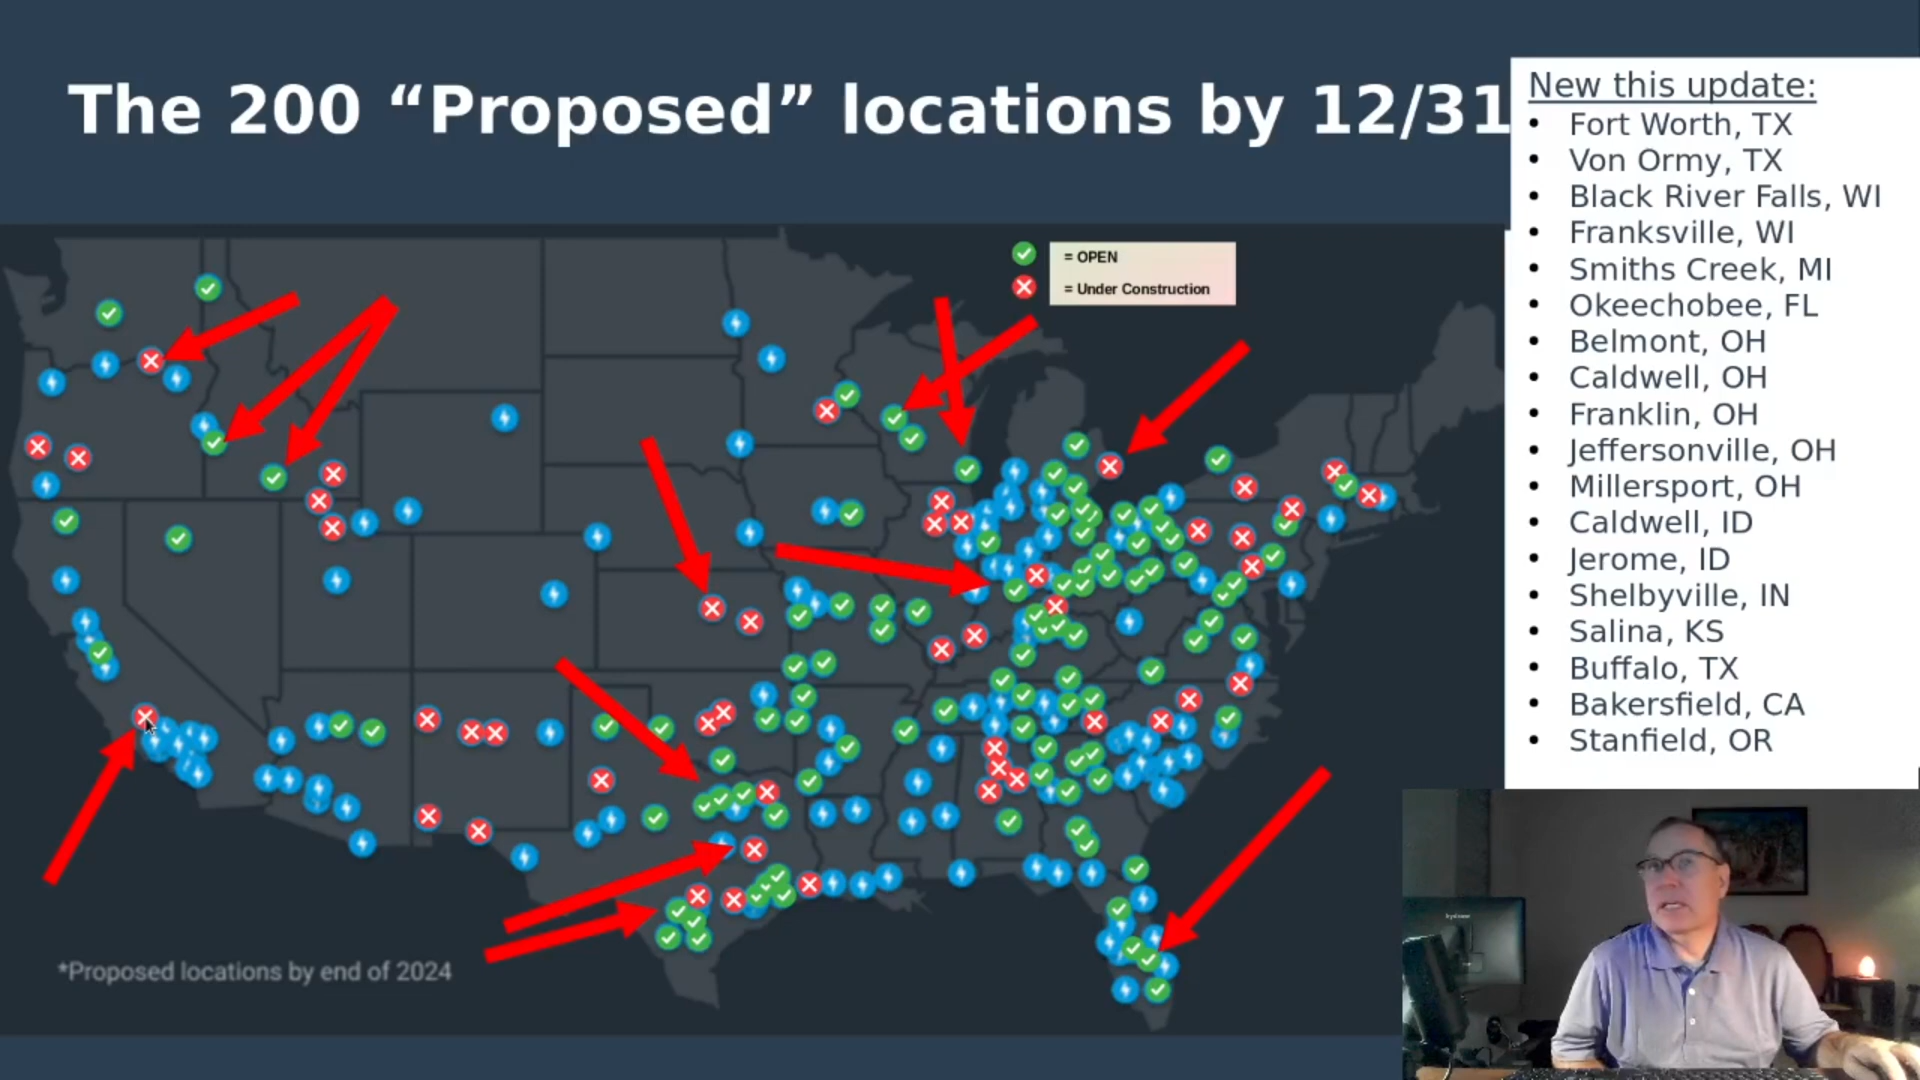 The 200 “Proposed” locations by 12/31
New this update:
• Fort Worth, TX
• Von Ormy, TX
• Black River Falls, WI
• Franksville, WI
• Smiths Creek, MI
• Okeechobee, FL
• Belmont, OH
• Caldwell, OH
• Franklin, OH
• Jeffersonville, OH
• Millersport, OH
• Caldwell, ID
• Jerome, ID
• Shelbyville, IN
• Salina, KS
• Buffalo, TX
• Bakersfield, CA
• Stanfield, OR
= OPEN
= Under Construction
*Proposed locations by end of 2024